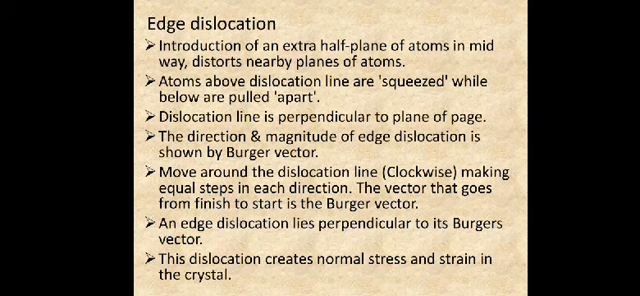 Edge dislocation
➢Introduction of an extra half-plane of atoms in mid
way, distorts nearby planes of atoms.
➢Atoms above dislocation line are 'squeezed' while
below are pulled 'apart'.
➢Dislocation line is perpendicular to plane of page.
➢The direction & magnitude of edge dislocation is
shown by Burger vector.
➢Move around the dislocation line (Clockwise) making
equal steps in each direction. The vector that goes
from finish to start is the Burger vector.
➢An edge dislocation lies perpendicular to its Burgers
vector.
➢This dislocation creates normal stress and strain in
the crystal.